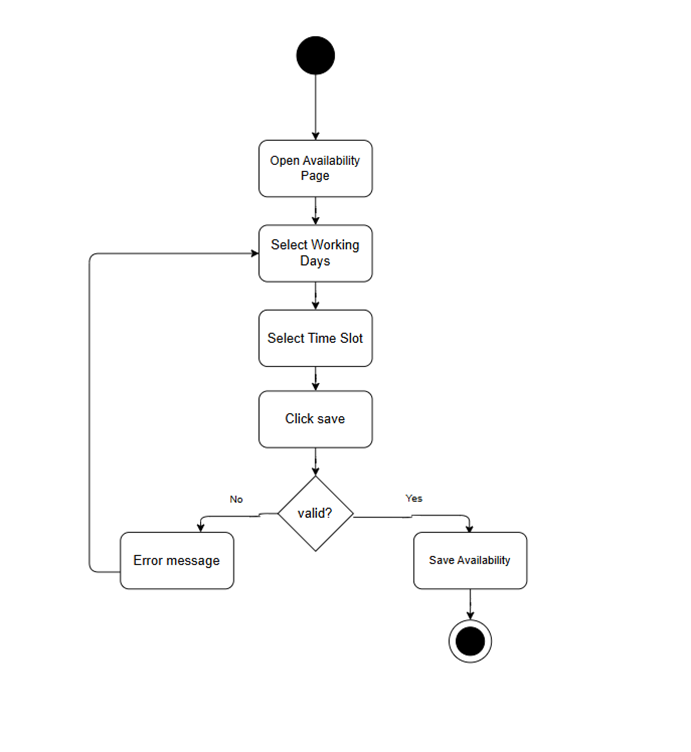 Open Availability
Page
Select Working
Days
Select Time Slot
Click save
valid?
No
Yes
Error message
Save Availability